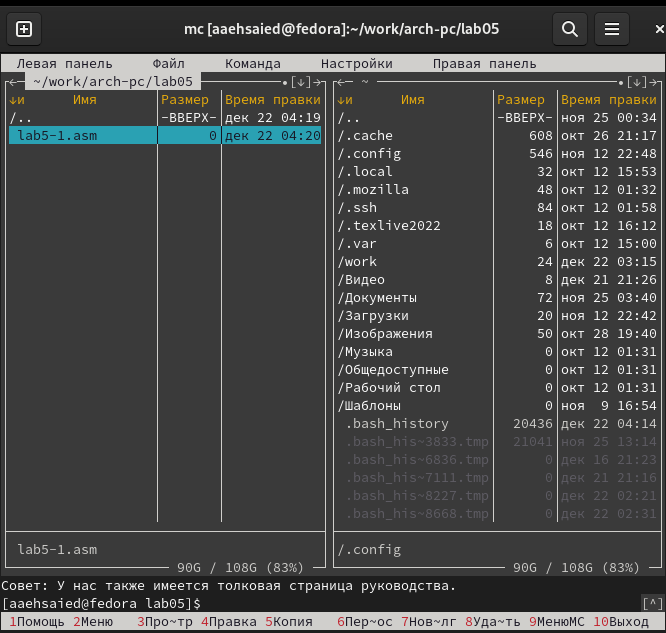 mc [aaehsaied@fedora]:~/work/arch-pc/lab05
Левая панель Файл Команда Настройки Правая панель
~/work/arch-pc/lab05 [↓]
↓и Имя Размер Время правки
/.. -ВВЕРХ- дек 22 04:19
lab5-1.asm 0 дек 22 04:20
lab5-1.asm
90G / 108G (83%)
~ [↓]
↓и Имя Размер Время правки
/.. -ВВЕРХ- ноя 25 00:34
/.cache 608 окт 26 21:17
/.config 546 ноя 12 22:48
/.local 32 окт 12 15:53
/.mozilla 48 окт 12 01:32
/.ssh 84 окт 12 01:58
/.texlive2022 18 окт 12 16:12
/.var 6 окт 12 15:00
/work 24 дек 22 03:15
/Видео 8 дек 21 21:26
/Документы 72 ноя 25 03:40
/Загрузки 20 ноя 12 22:42
/Изображения 50 окт 28 19:40
/Музыка 0 окт 12 01:31
/Общедоступные 0 окт 12 01:31
/Рабочий стол 0 окт 12 01:31
/Шаблоны 0 ноя 9 16:54
.bash_history 20436 дек 22 04:14
.bash_his~3833.tmp 21041 ноя 25 13:14
.bash_his~6836.tmp 0 дек 16 21:23
.bash_his~7111.tmp 0 дек 21 21:16
.bash_his~8227.tmp 0 дек 22 02:21
.bash_his~8668.tmp 0 дек 22 02:31
/.config
90G / 108G (83%)
Совет: У нас также имеется толковая страница руководства.
[aaehsaied@fedora lab05]$ [^]
1Помощь 2Меню 3Про~тр 4Правка 5Копия 6Пер~ос 7Нов~лг 8Уда~ть 9МенюMC 10Выход